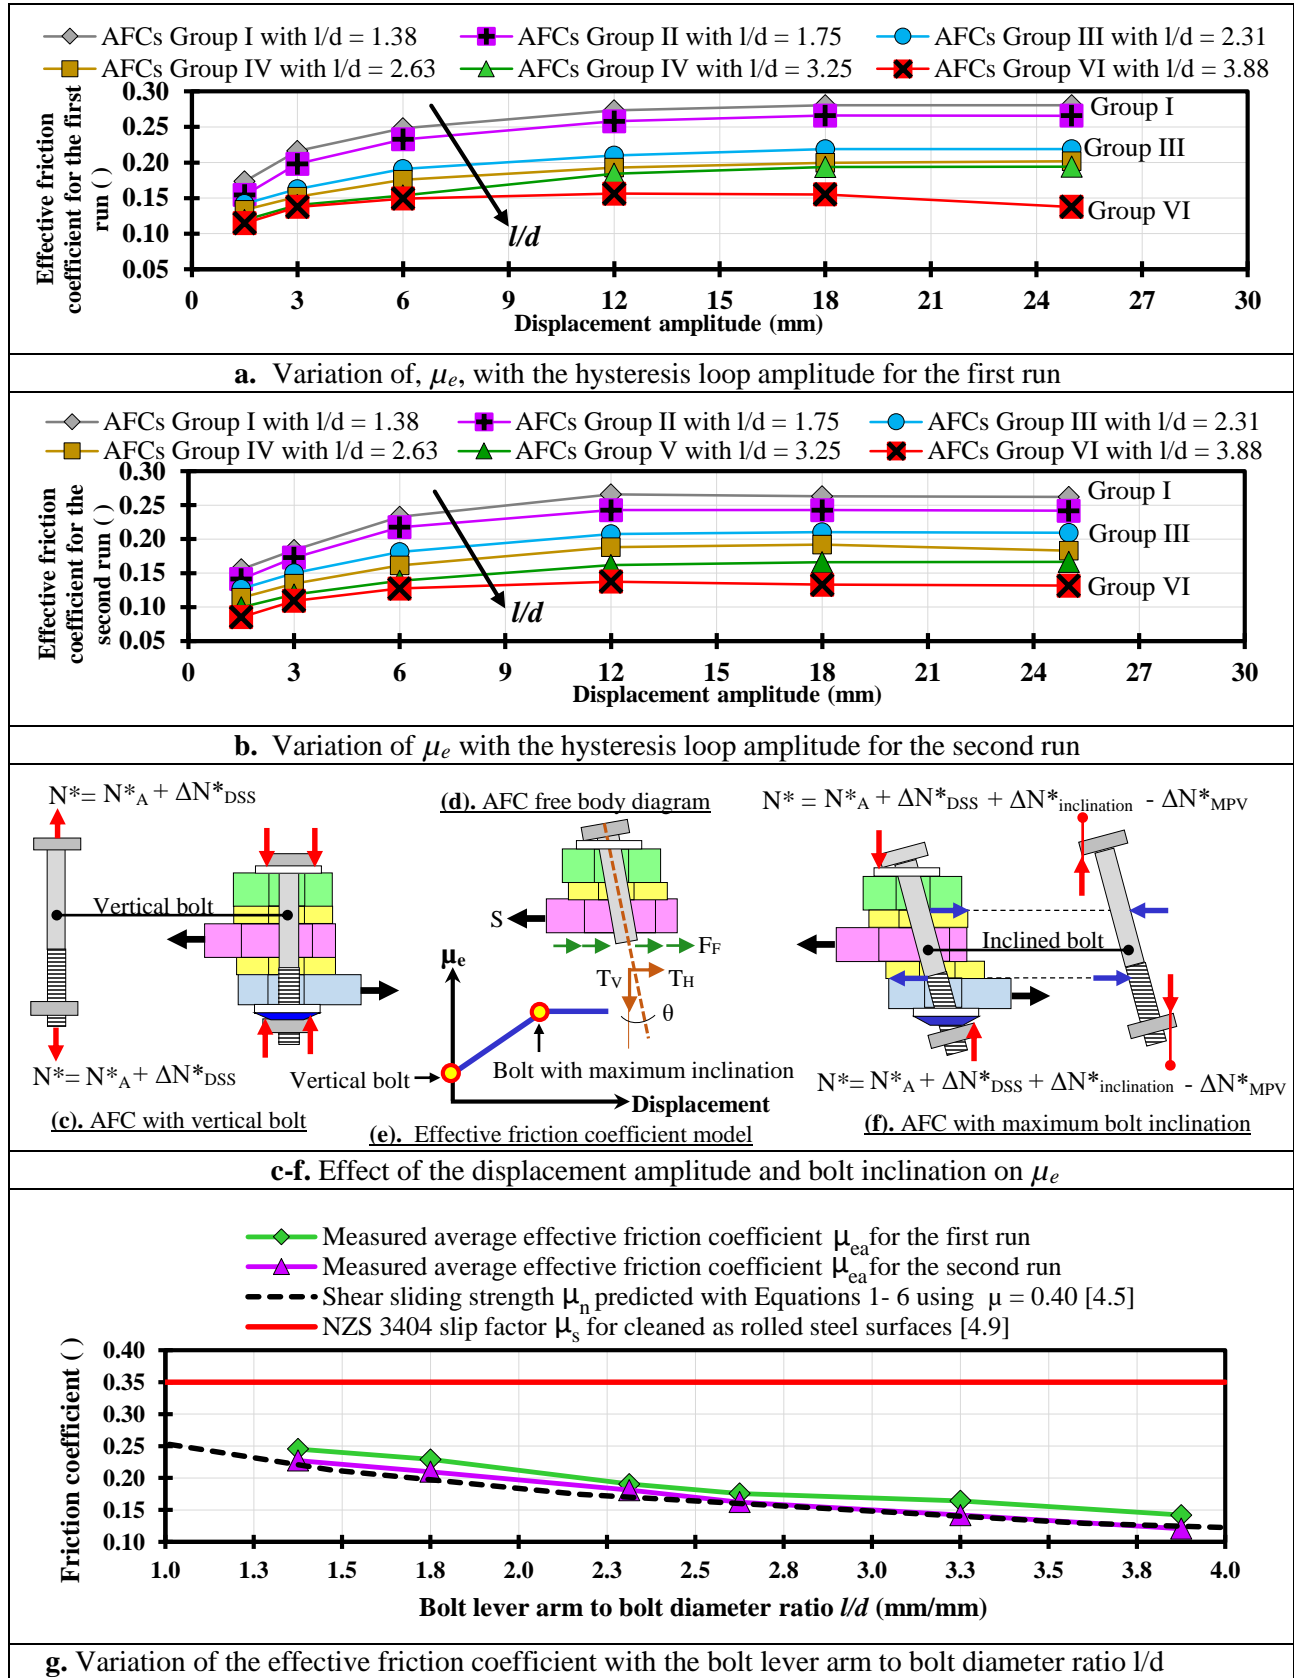 AFCs Group I with l/d = 1.38 AFCs Group II with l/d = 1.75 AFCs Group III with l/d = 2.31
AFCs Group IV with l/d = 2.63 AFCs Group IV with l/d = 3.25 AFCs Group VI with l/d = 3.88
Effective friction
coefficient for the first
run ( )
0.30
0.25
0.20
0.15
0.10
0.05
Group I
Group III
Group VI
l/d
0 3 6 9 12 15 18 21 24 27 30
Displacement amplitude (mm)
a. Variation of, μe, with the hysteresis loop amplitude for the first run
AFCs Group I with l/d = 1.38 AFCs Group II with l/d = 1.75 AFCs Group III with l/d = 2.31
AFCs Group IV with l/d = 2.63 AFCs Group V with l/d = 3.25 AFCs Group VI with l/d = 3.88
Effective friction
coefficient for the
second run ( )
0.30
0.25
0.20
0.15
0.10
0.05
Group I
Group III
Group VI
l/d
0 3 6 9 12 15 18 21 24 27 30
Displacement amplitude (mm)
b. Variation of μe with the hysteresis loop amplitude for the second run
N*= N*A + ΔN*DSS
Vertical bolt
N*= N*A + ΔN*DSS
(c). AFC with vertical bolt
(d). AFC free body diagram
S
FF
TV TH
θ
μe
Vertical bolt
Bolt with maximum inclination
Displacement
(e). Effective friction coefficient model
N* = N*A + ΔN*DSS + ΔN*inclination - ΔN*MPV
Inclined bolt
N*= N*A + ΔN*DSS + ΔN*inclination - ΔN*MPV
(f). AFC with maximum bolt inclination
c-f. Effect of the displacement amplitude and bolt inclination on μe
Measured average effective friction coefficient μea for the first run
Measured average effective friction coefficient μea for the second run
Shear sliding strength μn predicted with Equations 1- 6 using μ = 0.40 [4.5]
NZS 3404 slip factor μs for cleaned as rolled steel surfaces [4.9]
Friction coefficient ( )
0.40
0.35
0.30
0.25
0.20
0.15
0.10
1.0 1.3 1.5 1.8 2.0 2.3 2.5 2.8 3.0 3.3 3.5 3.8 4.0
Bolt lever arm to bolt diameter ratio l/d (mm/mm)
g. Variation of the effective friction coefficient with the bolt lever arm to bolt diameter ratio l/d